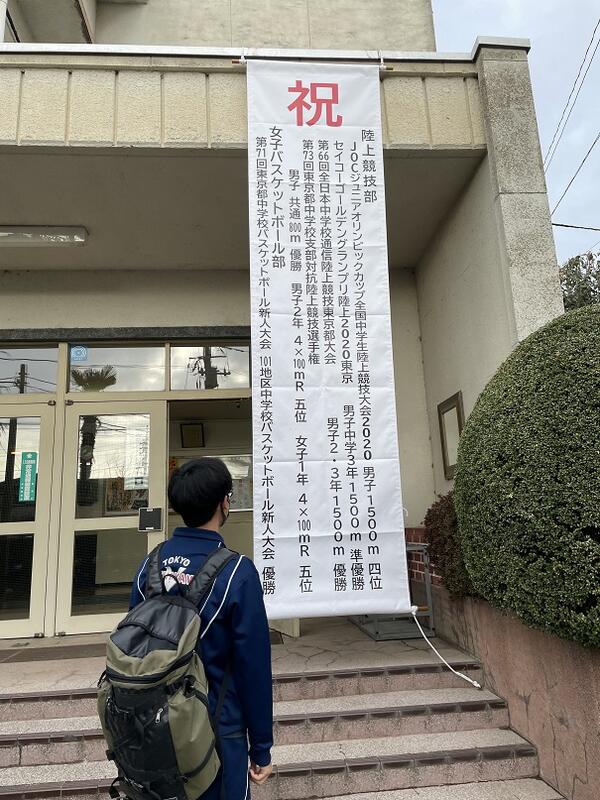 祝
陸上競技部
JOCジュニアオリンピックカップ全国中学生陸上競技大会2020 男子1500m 四位
セイコーゴールデングランプリ陸上2020東京 男子中学3年1500m 準優勝
第66回全日本中学校通信陸上競技東京都大会 男子2・3年1500m 優勝
第73回東京都中学校支部対抗陸上競技選手権
男子 共通800m 優勝 男子2年 4×100mR 五位 女子1年 4×100mR 五位
女子バスケットボール部
第71回東京都中学校バスケットボール新人大会 101地区中学校バスケットボール新人大会 優勝
TOKYO